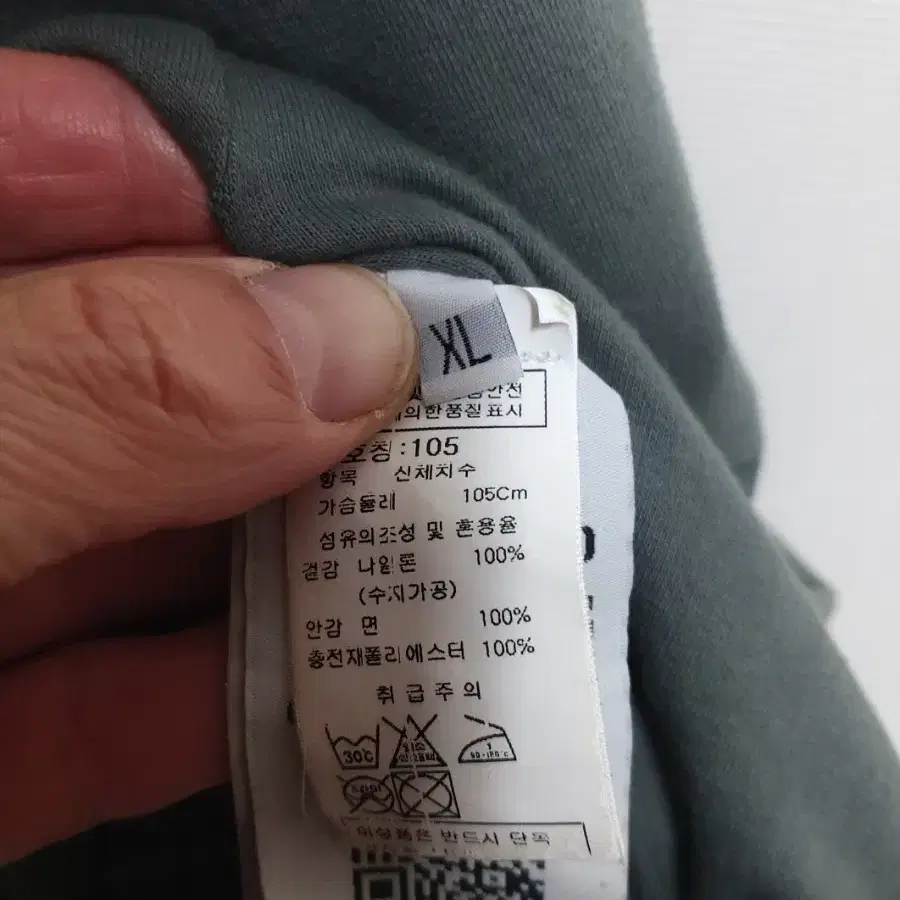 XL
및
안전
의한품질표시
호칭:105
항목 신체치수
가슴둘레 105Cm
섬유의조성 및 혼용율
겉감 나일론 100%
(수지가공)
안감 면 100%
충전재폴리에스터 100%
취급주의
30℃
이상품은 반드시 단독